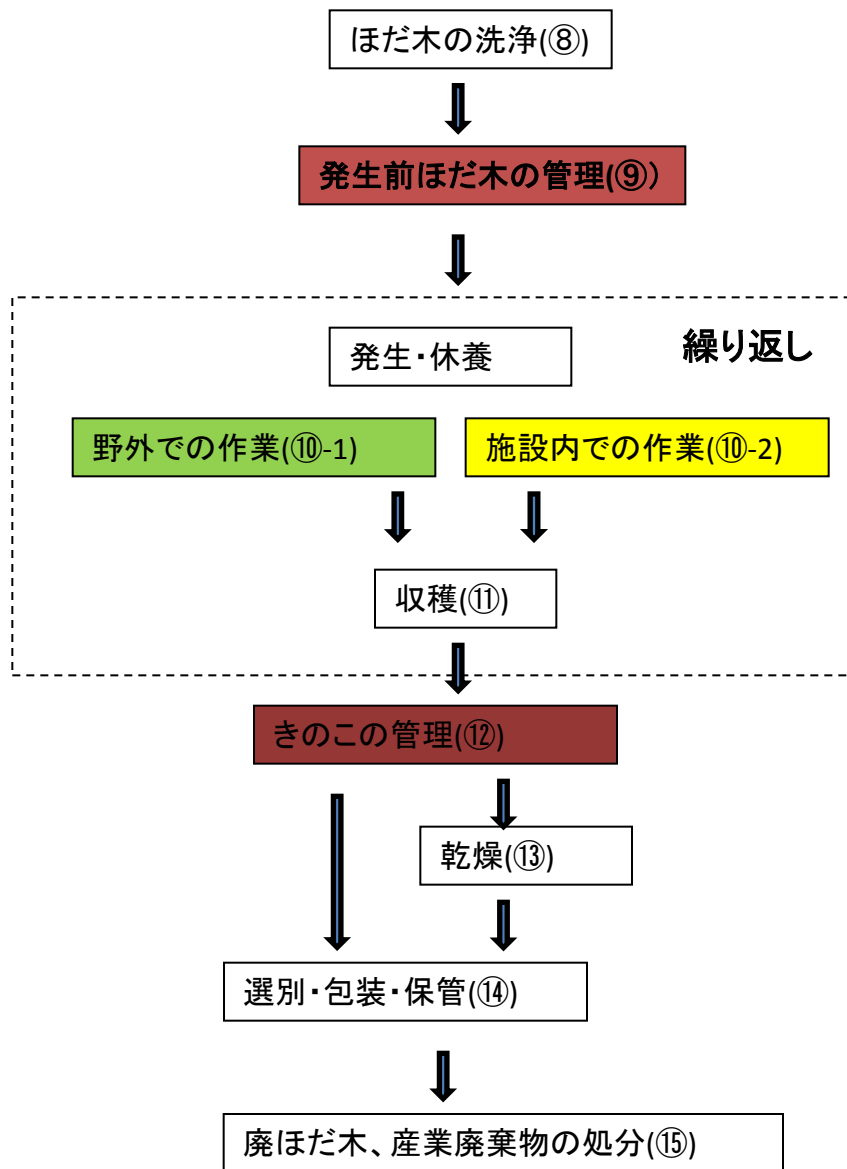 ほだ木の洗浄(⑧)
発生前ほだ木の管理(⑨）
繰り返し
発生・休養
野外での作業(⑩-1)
施設内での作業(⑩-2)
収穫(⑪)
きのこの管理(⑫)
乾燥(⑬)
選別・包装・保管(⑭)
廃ほだ木、産業廃棄物の処分(⑮)